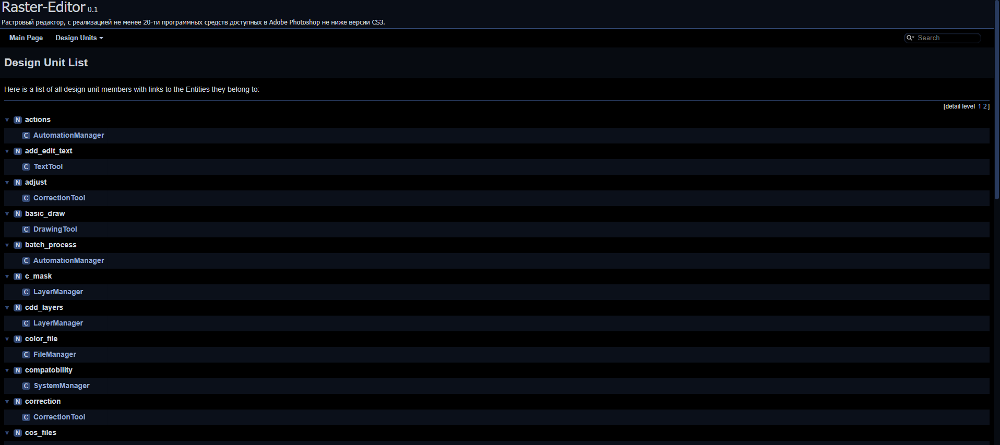 Raster-Editor 0.1
Растровый редактор, с реализацией не менее 20-ти программных средств доступных в Adobe Photoshop не ниже версии CS3.
Main Page Design Units Search
Design Unit List
Here is a list of all design unit members with links to the Entities they belong to:
[detail level 1 2]
N actions
C AutomationManager
N add_edit_text
C TextTool
N adjust
C CorrectionTool
N basic_draw
C DrawingTool
N batch_process
C AutomationManager
N c_mask
C LayerManager
N cdd_layers
C LayerManager
N color_file
C FileManager
N compatobility
C SystemManager
N correction
C CorrectionTool
N cos_files